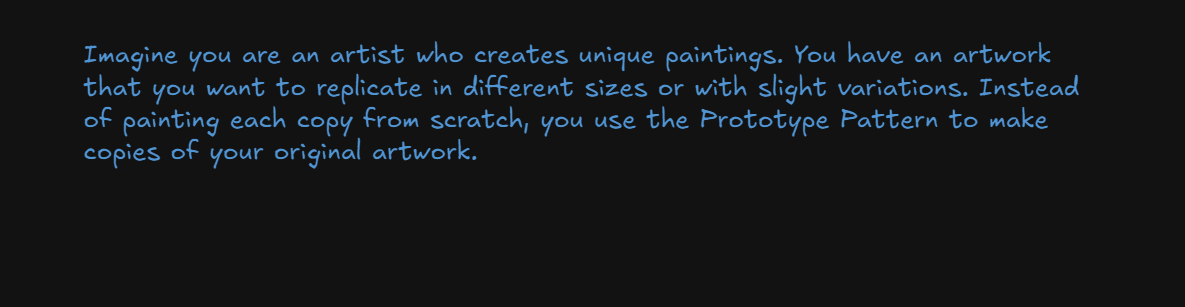 Imagine you are an artist who creates unique paintings. You have an artwork
that you want to replicate in different sizes or with slight variations. Instead
of painting each copy from scratch, you use the Prototype Pattern to make
copies of your original artwork.